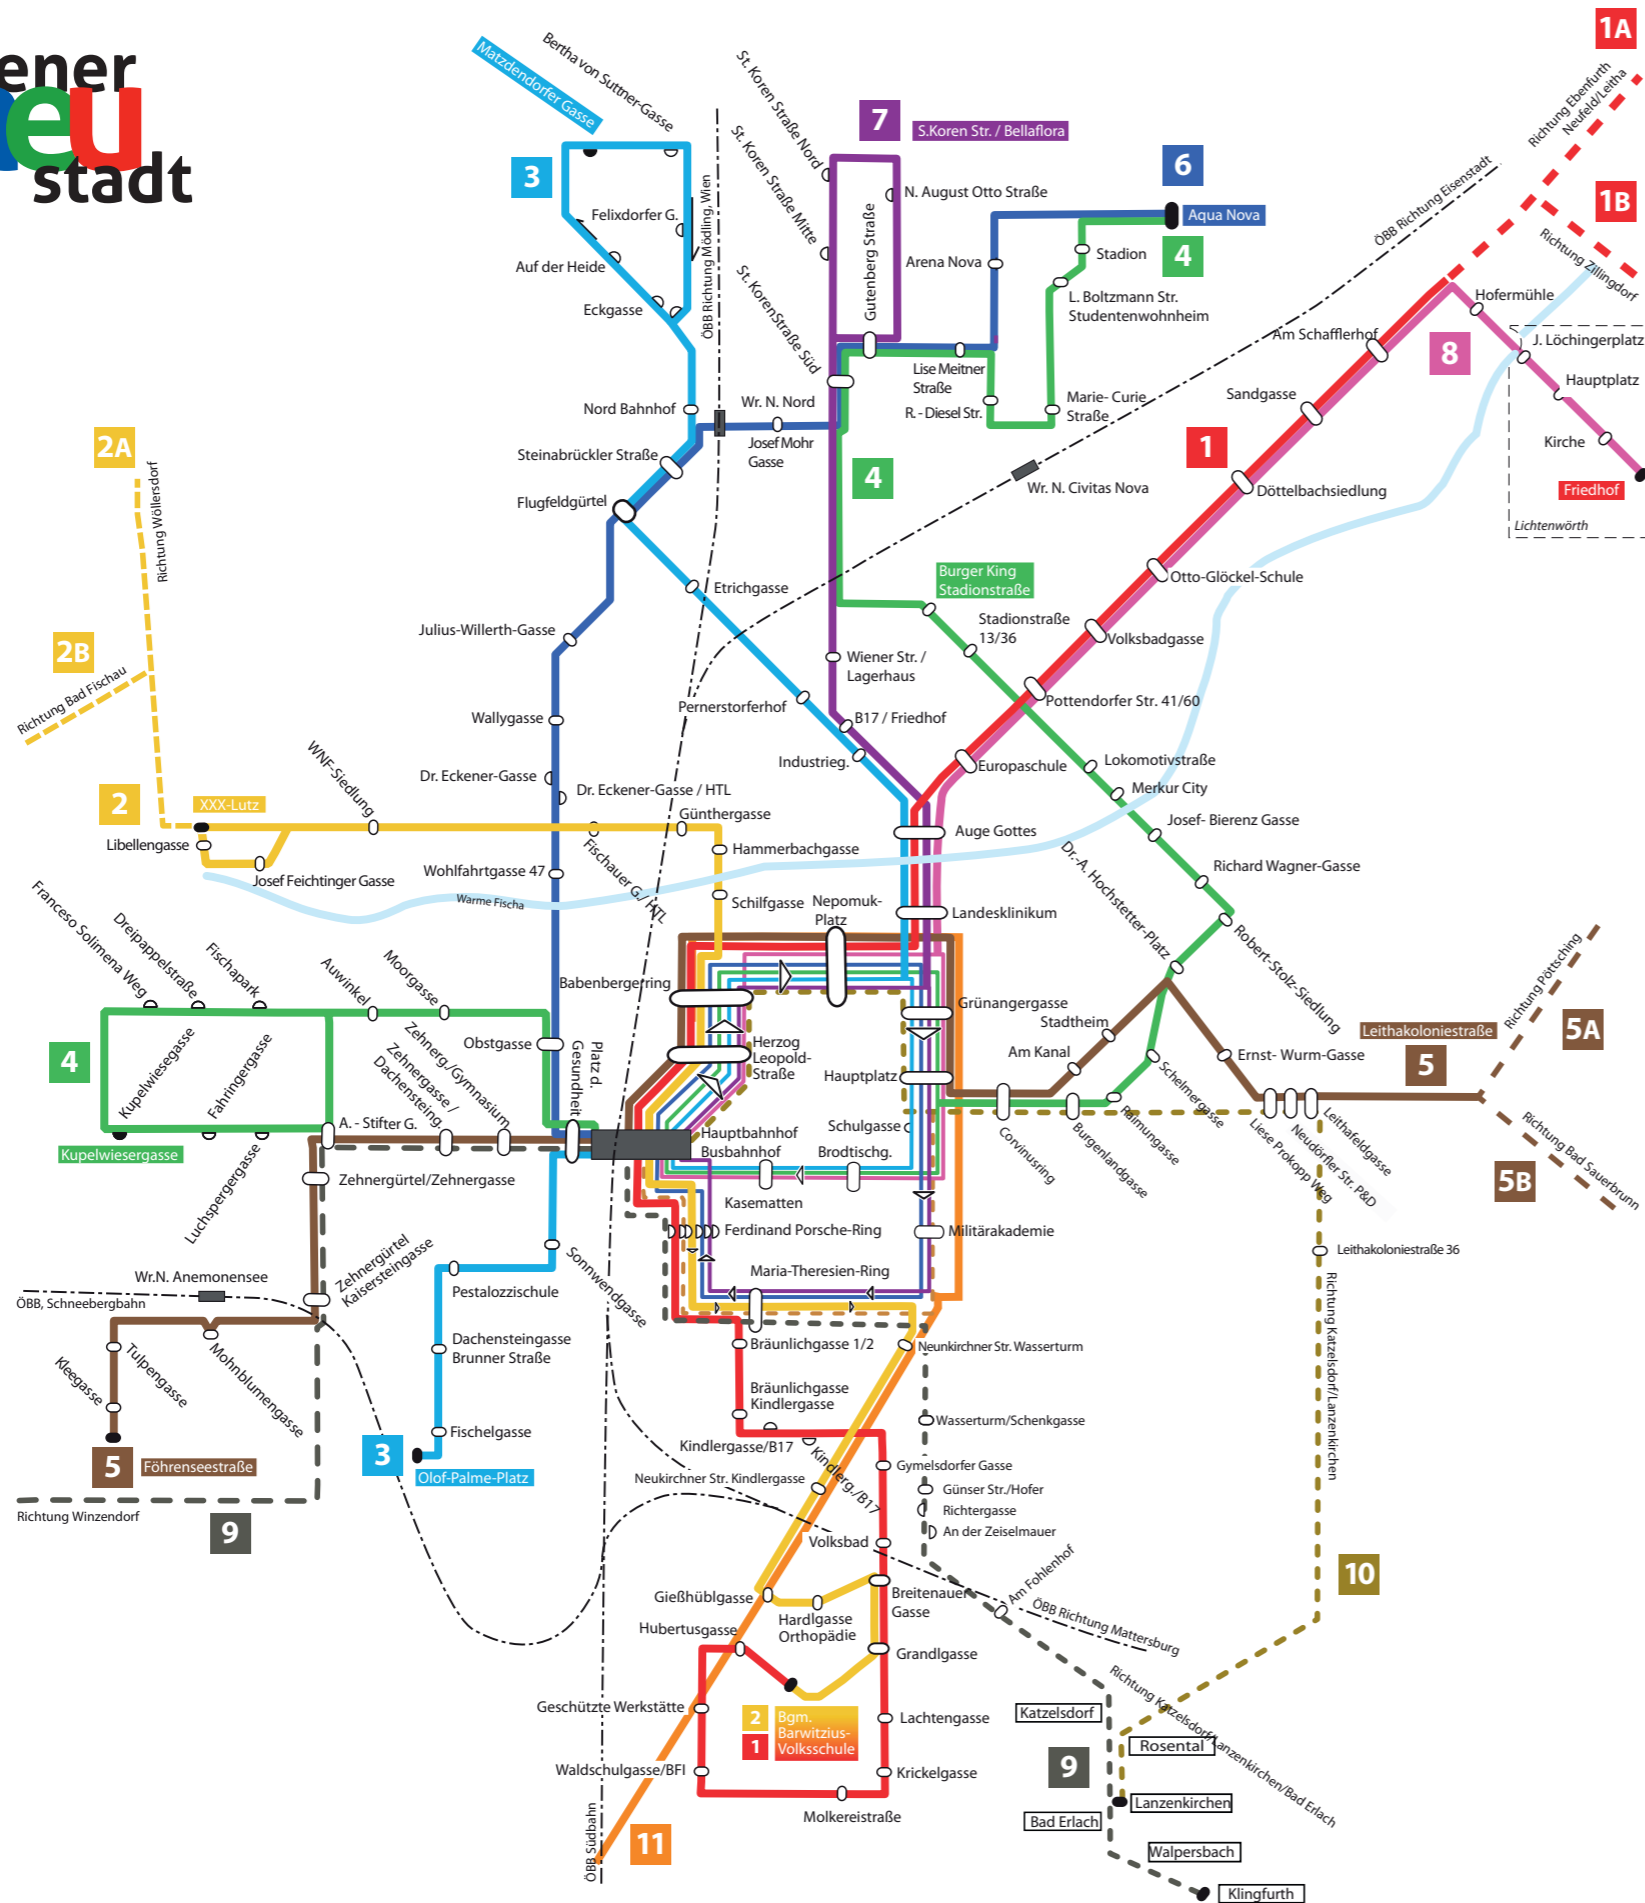 ener
eu
stadt
1A
Richtung Ebenfurth
Neufeld/Leitha
1B
Richtung Zillingdorf
ÖBB Richtung Eisenstadt
Matzdendorfer Gasse
Bertha von Suttner-Gasse
3
Felixdorfer G.
Auf der Heide
Eckgasse
ÖBB Richtung Mödling, Wien
St. Koren Straße Nord
St. Koren Straße Mitte
St. KorenStraße Süd
7
S.Koren Str. / Bellaflora
N. August Otto Straße
Gutenberg Straße
6
Aqua Nova
4
Arena Nova
Stadion
L. Boltzmann Str.
Studentenwohnheim
Lise Meitner
Straße
R. - Diesel Str.
Marie- Curie
Straße
Hofermühle
Am Schafflerhof
8
J. Löchingerplatz
Hauptplatz
Kirche
Friedhof
Lichtenwörth
Sandgasse
1
Döttelbachsiedlung
Otto-Glöckel-Schule
Volksbadgasse
Pottendorfer Str. 41/60
Europaschule
Nord Bahnhof
Wr. N. Nord
Josef Mohr
Gasse
Steinabrückler Straße
Flugfeldgürtel
4
Wr. N. Civitas Nova
2A
Richtung Wöllersdorf
2B
Richtung Bad Fischau
Etrichgasse
Julius-Willerth-Gasse
Burger King
Stadionstraße
Stadionstraße
13/36
Wiener Str. /
Lagerhaus
Pernerstorferhof
B17 / Friedhof
Industrieg.
Wallygasse
Dr. Eckener-Gasse
Dr. Eckener-Gasse / HTL
WNF-Siedlung
2
XXX-Lutz
Libellengasse
Josef Feichtinger Gasse
Günthergasse
Hammerbachgasse
Fischauer G./ HTL
Schilfgasse
Wohlfahrtgasse 47
Warme Fischa
Auge Gottes
Lokomotivstraße
Merkur City
Josef- Bierenz Gasse
Richard Wagner-Gasse
Dr.-A. Hochstetter-Platz
Robert-Stolz-Siedlung
Landesklinikum
Nepomuk-
Platz
Babenbergerring
Grünangergasse
Stadtheim
Am Kanal
Herzog
Leopold-
Straße
Hauptplatz
Schulgasse
Brodtischg.
Kasematten
Hauptbahnhof
Busbahnhof
Platz d.
Gesundheit
Franceso Solimena Weg
Dreipappelstraße
Fischapark
Auwinkel
Moorgasse
Obstgasse
4
Kupelwiesegasse
Fahringergasse
Kupelwiesergasse
Luchspergergasse
A. - Stifter G.
Zehnergasse /
Dachensteing.
Zehnerg./Gymnasium
Zehnergürtel/Zehnergasse
Zehnergürtel
Kaisersteingasse
Wr.N. Anemonensee
ÖBB, Schneebergbahn
Kleegasse
Tulpengasse
Mohnblumengasse
5
Föhrenseestraße
Richtung Winzendorf
9
3
Olof-Palme-Platz
Fischelgasse
Dachensteingasse
Brunner Straße
Pestalozzischule
Sonnwendgasse
Ferdinand Porsche-Ring
Maria-Theresien-Ring
Militärakademie
Corvinusring
Burgenlandgasse
Raimungasse
Schelmergasse
Ernst- Wurm-Gasse
Liese Prokopp Weg
Neudörfler Str. P&D
Leithafeldgasse
Leithakoloniestraße
5
Richtung Pöttsching
5A
5B
Richtung Bad Sauerbrunn
Leithakoloniestraße 36
Richtung Katzelsdorf/Lanzenkirchen
Bräunlichgasse 1/2
Neunkirchner Str. Wasserturm
Bräunlichgasse
Kindlergasse
Kindlergasse/B17
Kindlerg./B17
Neukirchner Str. Kindlergasse
Wasserturm/Schenkgasse
Gymelsdorfer Gasse
Günser Str./Hofer
Richtergasse
An der Zeiselmauer
Volksbad
Am Fohlenhof
ÖBB Richtung Mattersburg
Gießhüblgasse
Hardlgasse
Orthopädie
Breitenauer
Gasse
Hubertusgasse
Grandlgasse
Geschützte Werkstätte
2
1
Bgm.
Barwitzius-
Volksschule
Lachtengasse
Waldschulgasse/BFI
Krickelgasse
Molkereistraße
ÖBB Südbahn
11
10
Richtung Katzelsdorf/Lanzenkirchen/Bad Erlach
Katzelsdorf
Rosental
9
Lanzenkirchen
Bad Erlach
Walpersbach
Klingfurth